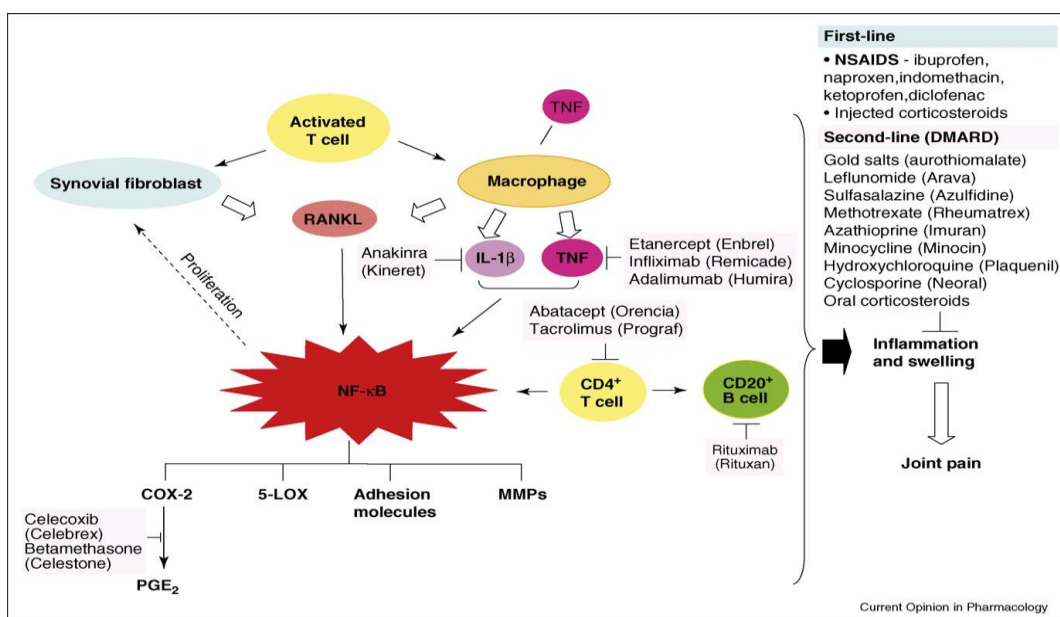 TNF
Activated
T cell
Synovial fibroblast
Macrophage
RANKL
Anakinra
(Kineret)
IL-1β
TNF
Etanercept (Enbrel)
Infliximab (Remicade)
Adalimumab (Humira)
Proliferation
Abatacept (Orencia)
Tacrolimus (Prograf)
NF-κB
CD4⁺
T cell
CD20⁺
B cell
Rituximab
(Rituxan)
COX-2
5-LOX
Adhesion
molecules
MMPs
Celecoxib
(Celebrex)
Betamethasone
(Celestone)
PGE₂
First-line
• NSAIDS - ibuprofen,
naproxen,indomethacin,
ketoprofen,diclofenac
• Injected corticosteroids
Second-line (DMARD)
Gold salts (aurothiomalate)
Leflunomide (Arava)
Sulfasalazine (Azulfidine)
Methotrexate (Rheumatrex)
Azathioprine (Imuran)
Minocycline (Minocin)
Hydroxychloroquine (Plaquenil)
Cyclosporine (Neoral)
Oral corticosteroids
Inflammation
and swelling
Joint pain
Current Opinion in Pharmacology